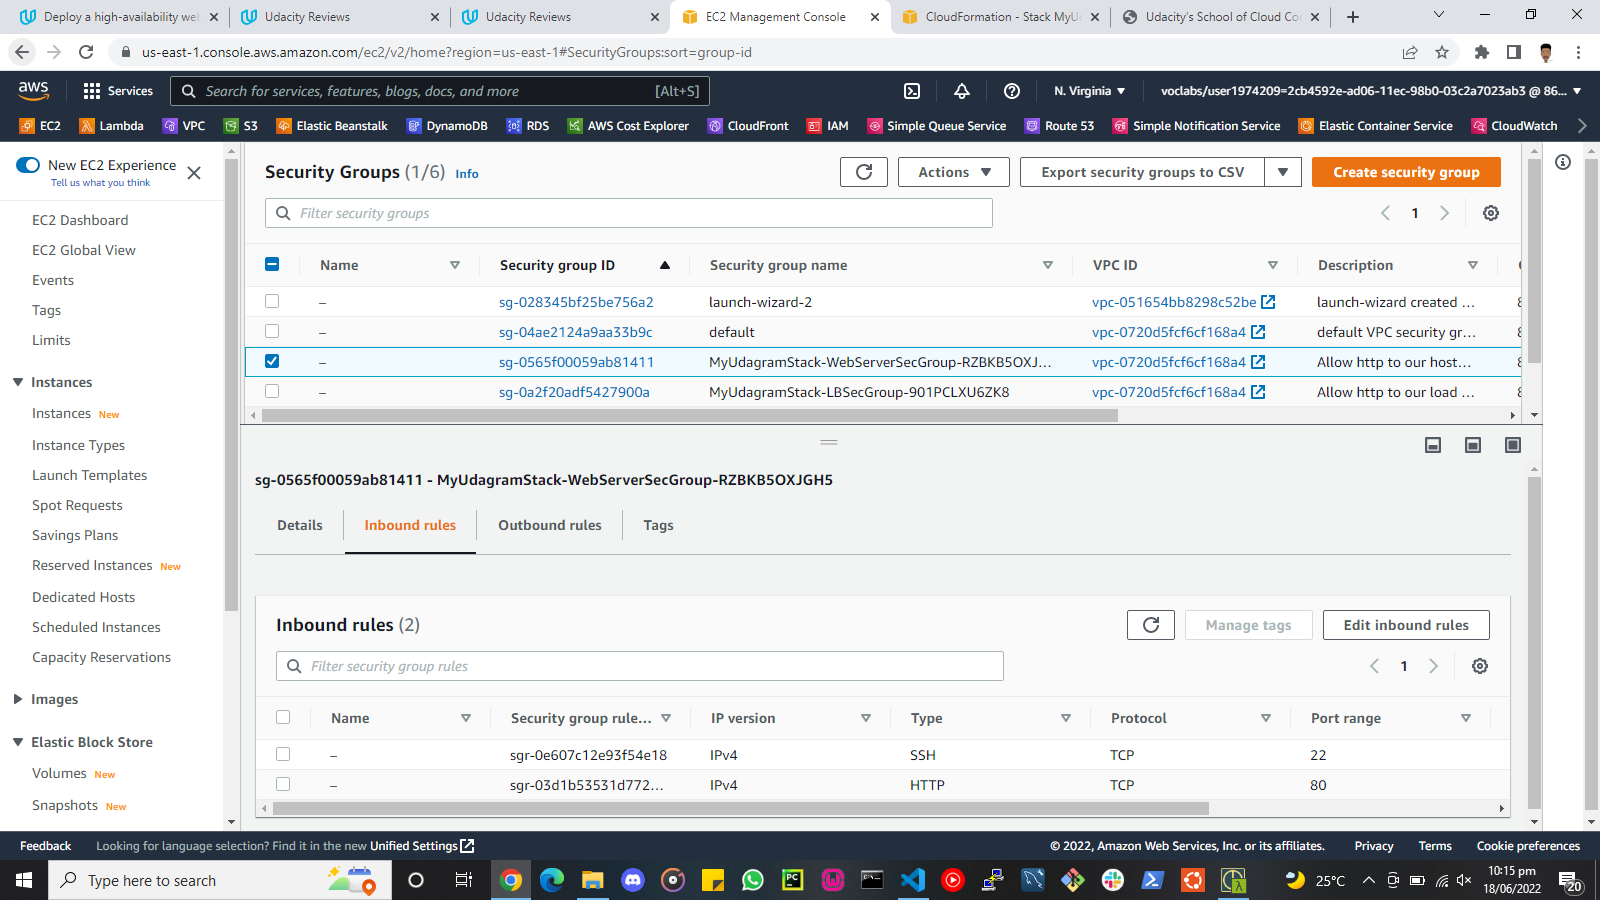 Deploy a high-availability web
Udacity Reviews
Udacity Reviews
EC2 Management Console
CloudFormation - Stack MyUd
Udacity's School of Cloud Co
us-east-1.console.aws.amazon.com/ec2/v2/home?region=us-east-1#SecurityGroups:sort=group-id
aws
Services
Search for services, features, blogs, docs, and more
[Alt+S]
N. Virginia
voclabs/user1974209=2cb4592e-ad06-11ec-98b0-03c2a7023ab3 @ 86...
EC2
Lambda
VPC
S3
Elastic Beanstalk
DynamoDB
RDS
AWS Cost Explorer
CloudFront
IAM
Simple Queue Service
Route 53
Simple Notification Service
Elastic Container Service
CloudWatch
New EC2 Experience
Tell us what you think
EC2 Dashboard
EC2 Global View
Events
Tags
Limits
Instances
Instances New
Instance Types
Launch Templates
Spot Requests
Savings Plans
Reserved Instances New
Dedicated Hosts
Scheduled Instances
Capacity Reservations
Images
Elastic Block Store
Volumes New
Snapshots New
Security Groups (1/6) Info
Actions
Export security groups to CSV
Create security group
Filter security groups
1
Name Security group ID Security group name VPC ID Description
– sg-028345bf25be756a2 launch-wizard-2 vpc-051654bb8298c52be launch-wizard created ...
– sg-04ae2124a9aa33b9c default vpc-0720d5fcf6cf168a4 default VPC security gr...
– sg-0565f00059ab81411 MyUdagramStack-WebServerSecGroup-RZBKB5OXJ... vpc-0720d5fcf6cf168a4 Allow http to our host...
– sg-0a2f20adf5427900a MyUdagramStack-LBSecGroup-901PCLXU6ZK8 vpc-0720d5fcf6cf168a4 Allow http to our load ...
sg-0565f00059ab81411 - MyUdagramStack-WebServerSecGroup-RZBKB5OXJGH5
Details
Inbound rules
Outbound rules
Tags
Inbound rules (2)
Manage tags
Edit inbound rules
Filter security group rules
1
Name Security group rule... IP version Type Protocol Port range
– sgr-0e607c12e93f54e18 IPv4 SSH TCP 22
– sgr-03d1b53531d772... IPv4 HTTP TCP 80
Feedback
Looking for language selection? Find it in the new Unified Settings
© 2022, Amazon Web Services, Inc. or its affiliates.
Privacy
Terms
Cookie preferences
Type here to search
25°C
10:15 pm
18/06/2022
20